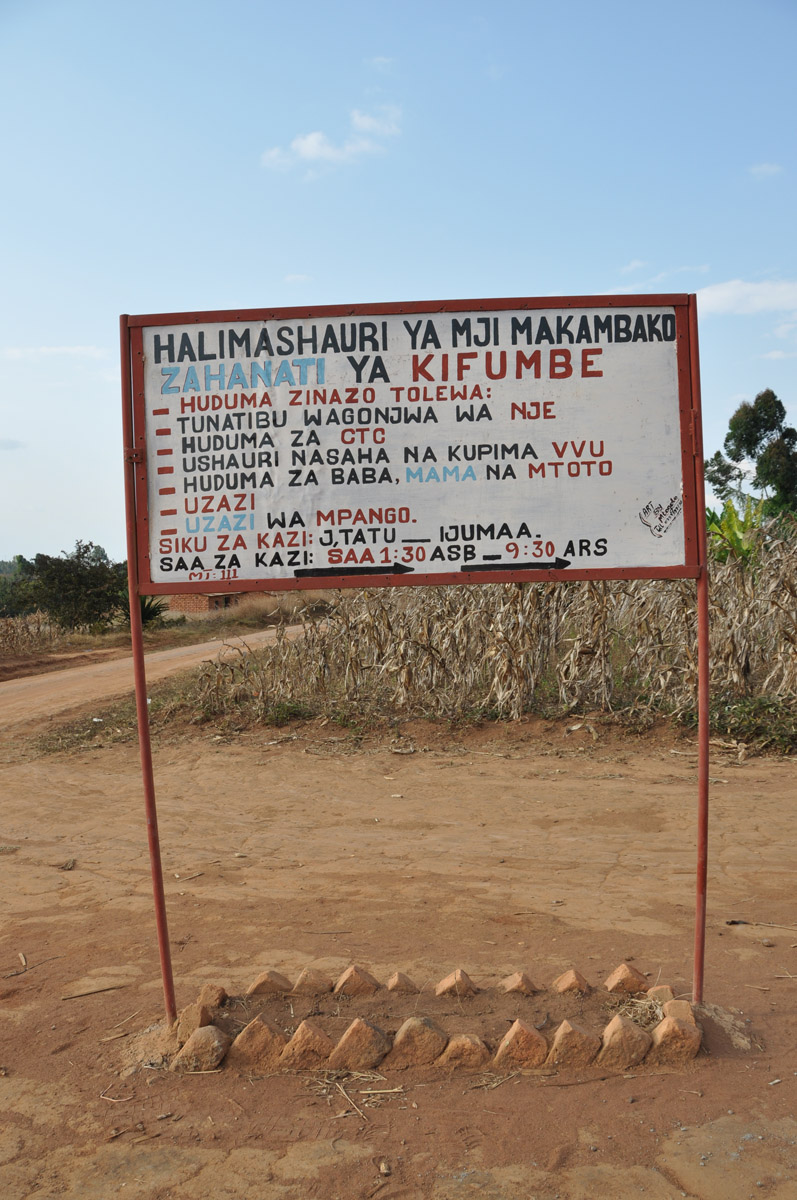 HALIMASHAURI YA MJI MAKAMBAKO
ZAHANATI YA KIFUMBE
- HUDUMA ZINAZO TOLEWA:
- TUNATIBU WAGONJWA WA NJE
- HUDUMA ZA CTC
- USHAURI NASAHA NA KUPIMA VVU
- HUDUMA ZA BABA, MAMA NA MTOTO
- UZAZI
- UZAZI WA MPANGO.
SIKU ZA KAZI: J,TATU _ IJUMAA.
SAA ZA KAZI: SAA 1:30 ASB _ 9:30 ARS
ART